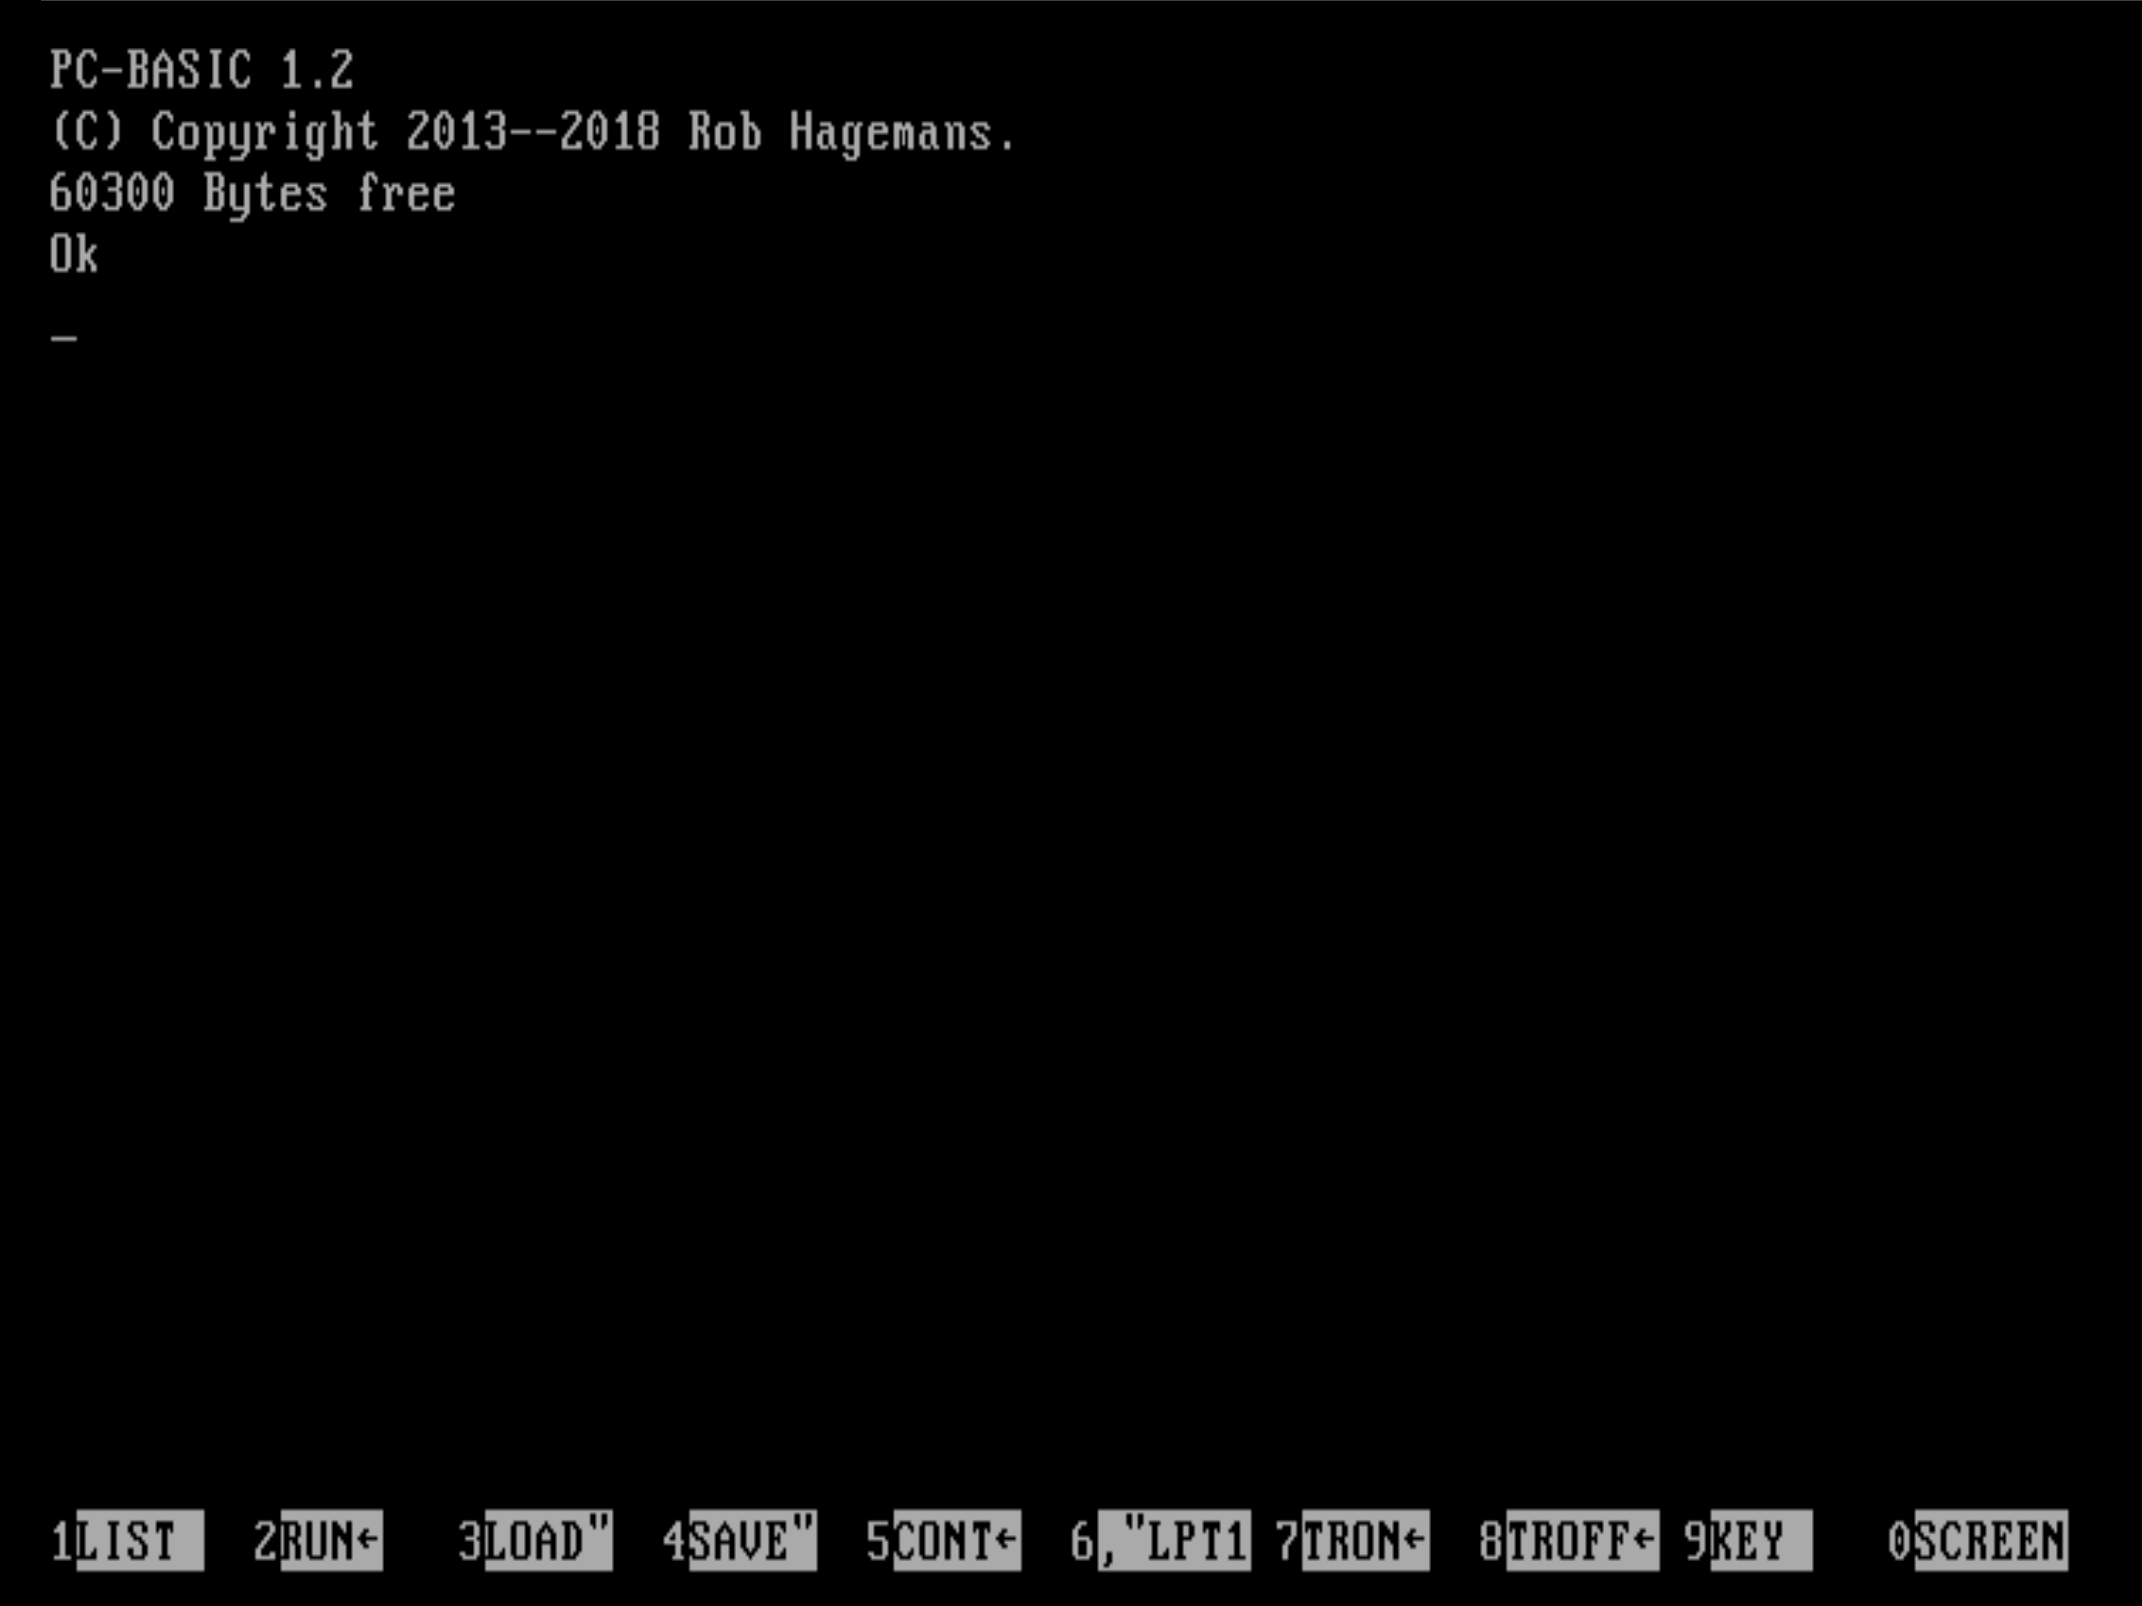 PC-BASIC 1.2
(C) Copyright 2013--2018 Rob Hagemans.
60300 Bytes free
Ok
_
1LIST 2RUN← 3LOAD" 4SAVE" 5CONT← 6,"LPT1 7TRON← 8TROFF← 9KEY 0SCREEN